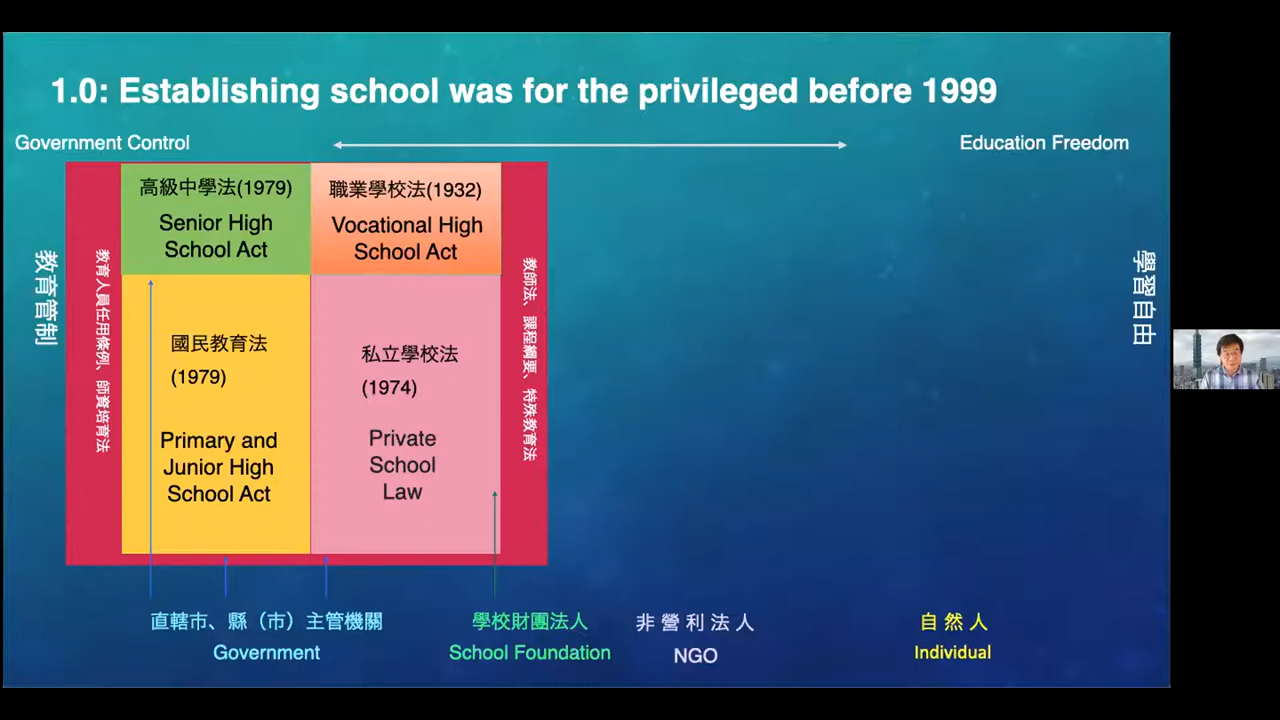 1.0: Establishing school was for the privileged before 1999
Government Control
Education Freedom
教育管制
教育人員任用條例、師資培育法
高級中學法(1979)
Senior High
School Act
職業學校法(1932)
Vocational High
School Act
國民教育法
(1979)
Primary and
Junior High
School Act
私立學校法
(1974)
Private
School
Law
教師法、課程綱要、特殊教育法
學習自由
直轄市、縣（市）主管機關
Government
學校財團法人
School Foundation
非營利法人
NGO
自然人
Individual